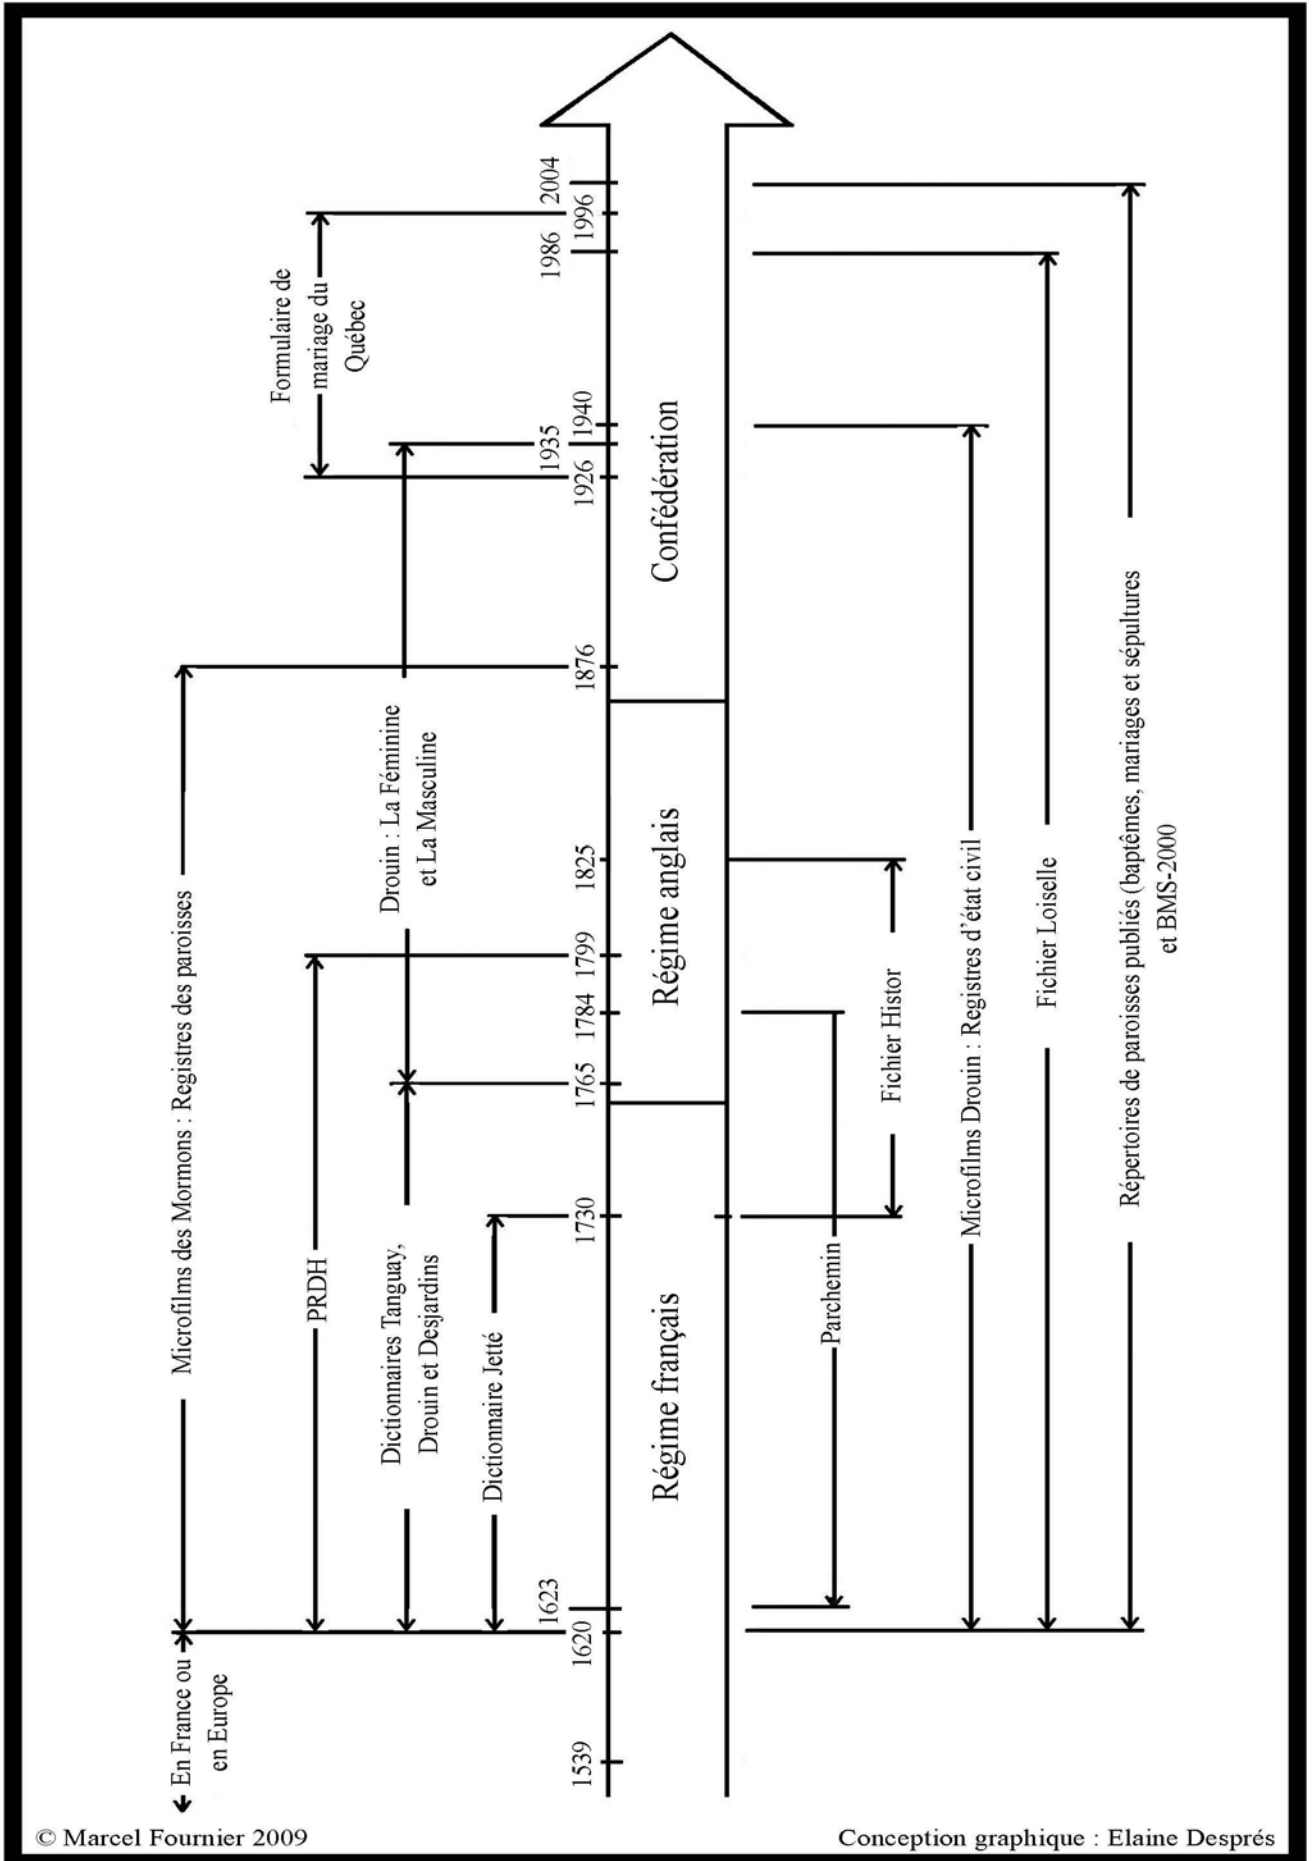 Microfilms des Mormons : Registres des paroisses
En France ou
en Europe
PRDH
Formulaire de
mariage du
Québec
Drouin : La Féminine
et La Masculine
Dictionnaires Tanguay,
Drouin et Desjardins
Dictionnaire Jetté
1539
1620
1623
1730
1765
1784
1799
1825
1876
1926
1935
1940
1986
1996
2004
Régime français
Régime anglais
Confédération
Parchemin
Fichier Histor
Microfilms Drouin : Registres d’état civil
Fichier Loiselle
Répertoires de paroisses publiés (baptêmes, mariages et sépultures
et BMS-2000
© Marcel Fournier 2009
Conception graphique : Elaine Després